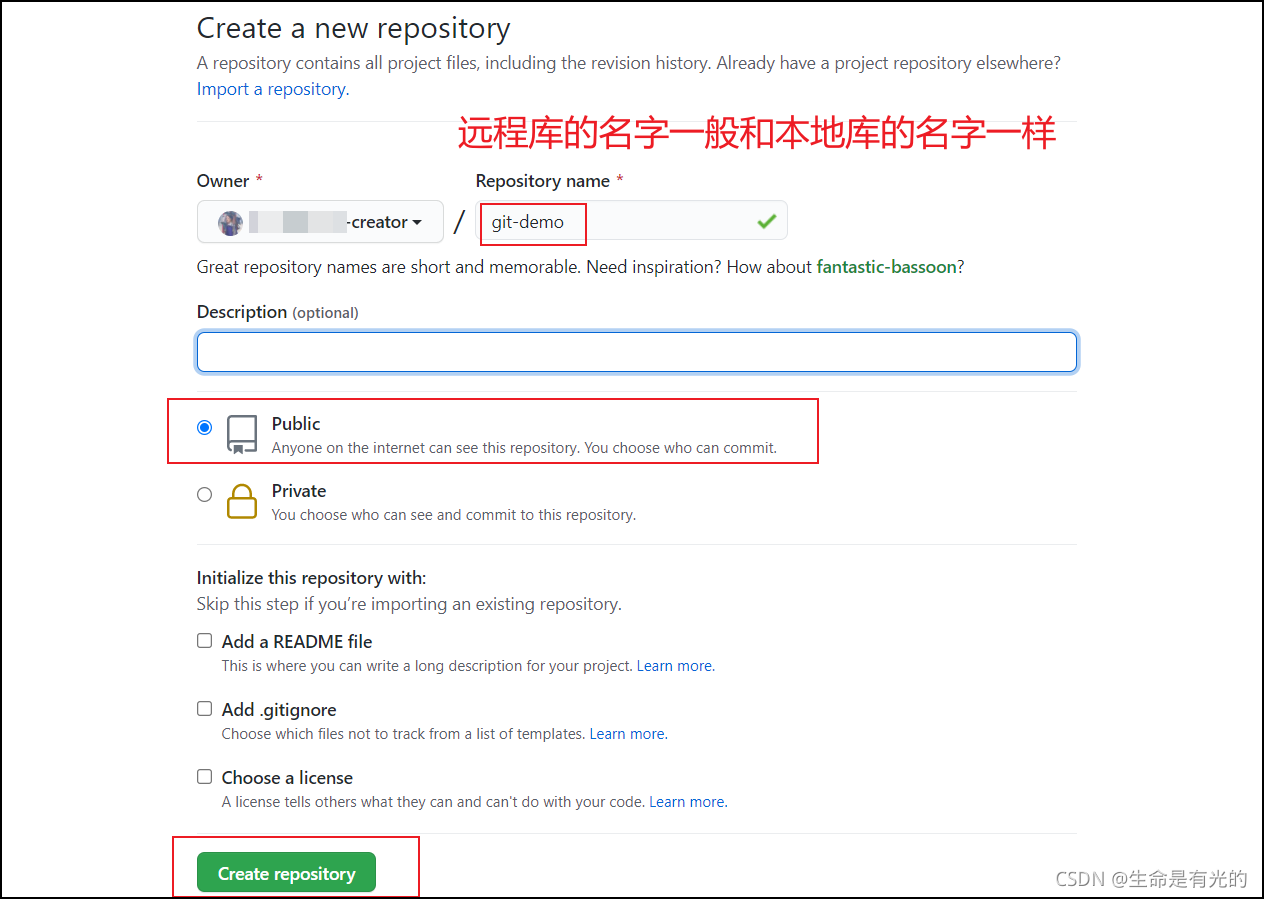 Create a new repository
A repository contains all project files, including the revision history. Already have a project repository elsewhere?
Import a repository.
远程库的名字一般和本地库的名字一样
Owner * Repository name *
-creator / git-demo
Great repository names are short and memorable. Need inspiration? How about fantastic-bassoon?
Description (optional)
Public
Anyone on the internet can see this repository. You choose who can commit.
Private
You choose who can see and commit to this repository.
Initialize this repository with:
Skip this step if you’re importing an existing repository.
Add a README file
This is where you can write a long description for your project. Learn more.
Add .gitignore
Choose which files not to track from a list of templates. Learn more.
Choose a license
A license tells others what they can and can't do with your code. Learn more.
Create repository
CSDN @生命是有光的